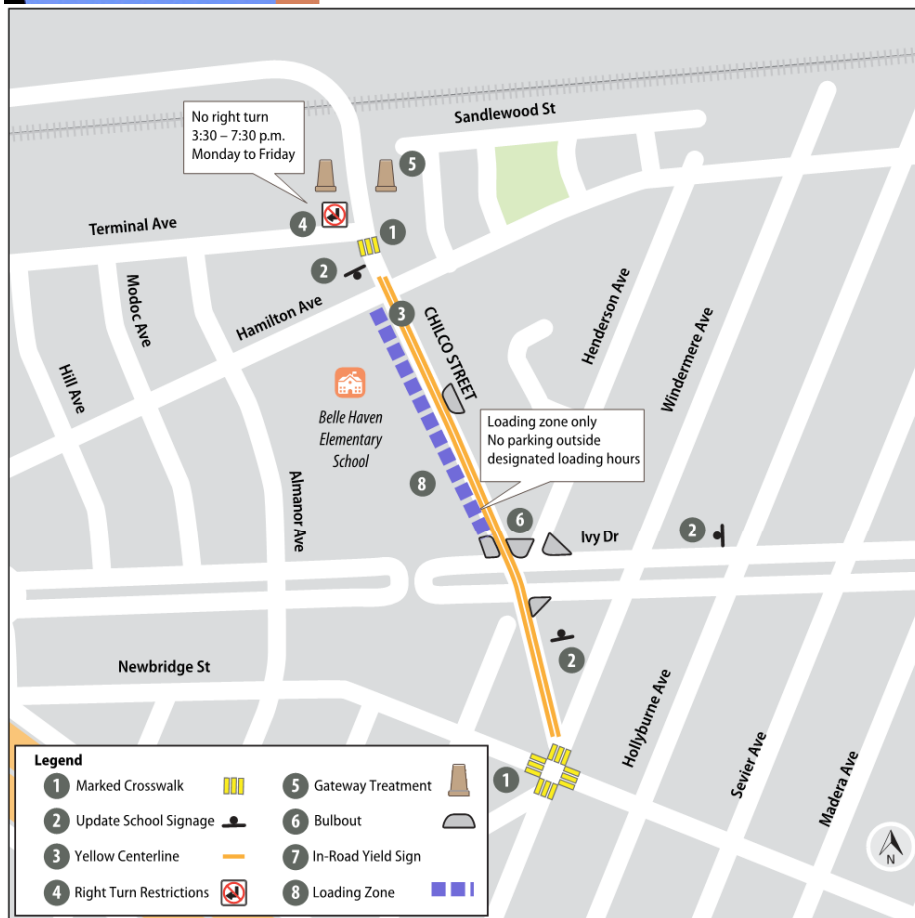 Sandlewood St
No right turn
3:30 – 7:30 p.m.
Monday to Friday
5
4
Terminal Ave
1
2
Modoc Ave
Hamilton Ave
3
CHILCO STREET
Henderson Ave
Windermere Ave
Hill Ave
Belle Haven
Elementary
School
Loading zone only
No parking outside
designated loading hours
Almanor Ave
8
6
Ivy Dr
2
Newbridge St
2
Hollyburne Ave
Sevier Ave
Madera Ave
1
N
Legend
1 Marked Crosswalk
2 Update School Signage
3 Yellow Centerline
4 Right Turn Restrictions
5 Gateway Treatment
6 Bulbout
7 In-Road Yield Sign
8 Loading Zone